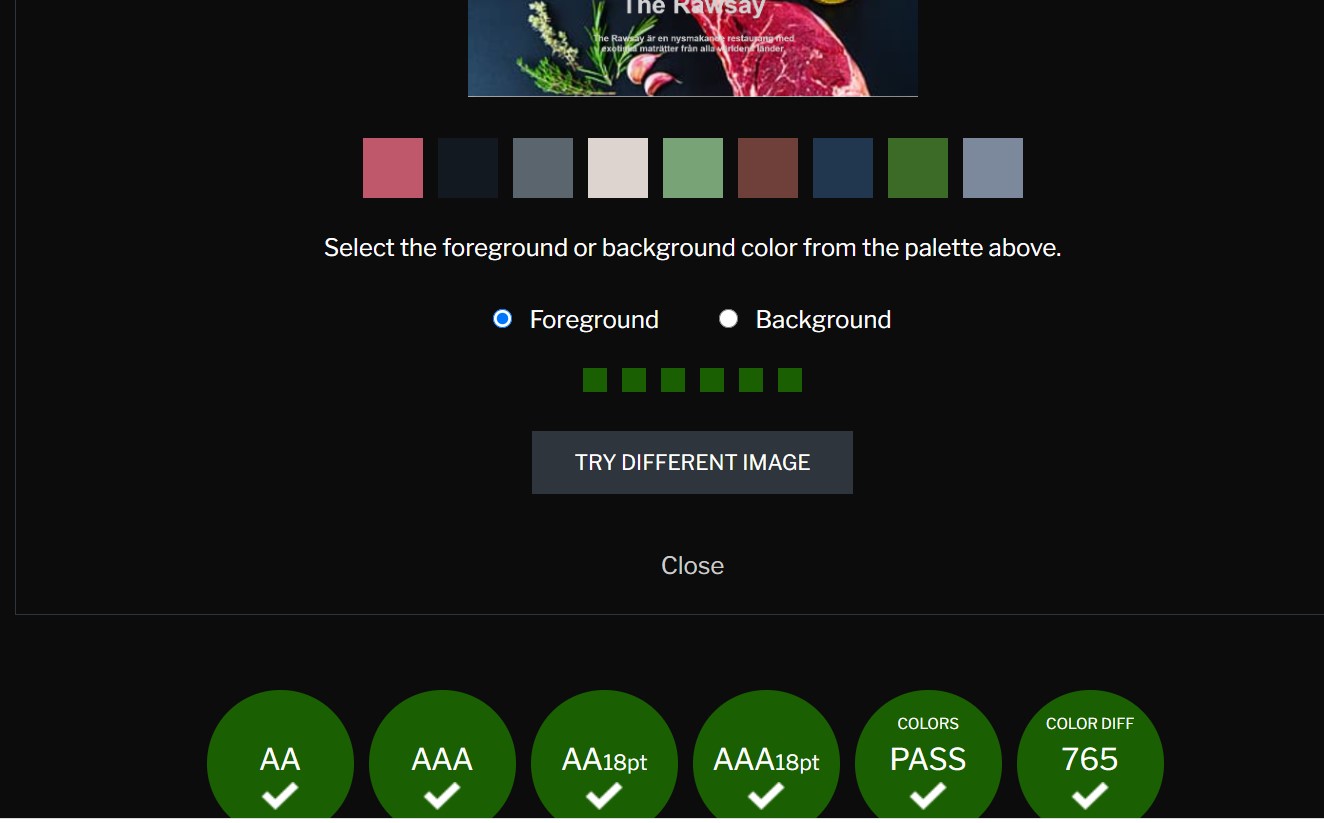 The Rawsay
The Rawsay är en nysmakande restaurang med
exotiska maträtter från alla världens länder.
Select the foreground or background color from the palette above.
Foreground Background
TRY DIFFERENT IMAGE
Close
AA AAA AA18pt AAA18pt COLORS PASS COLOR DIFF 765